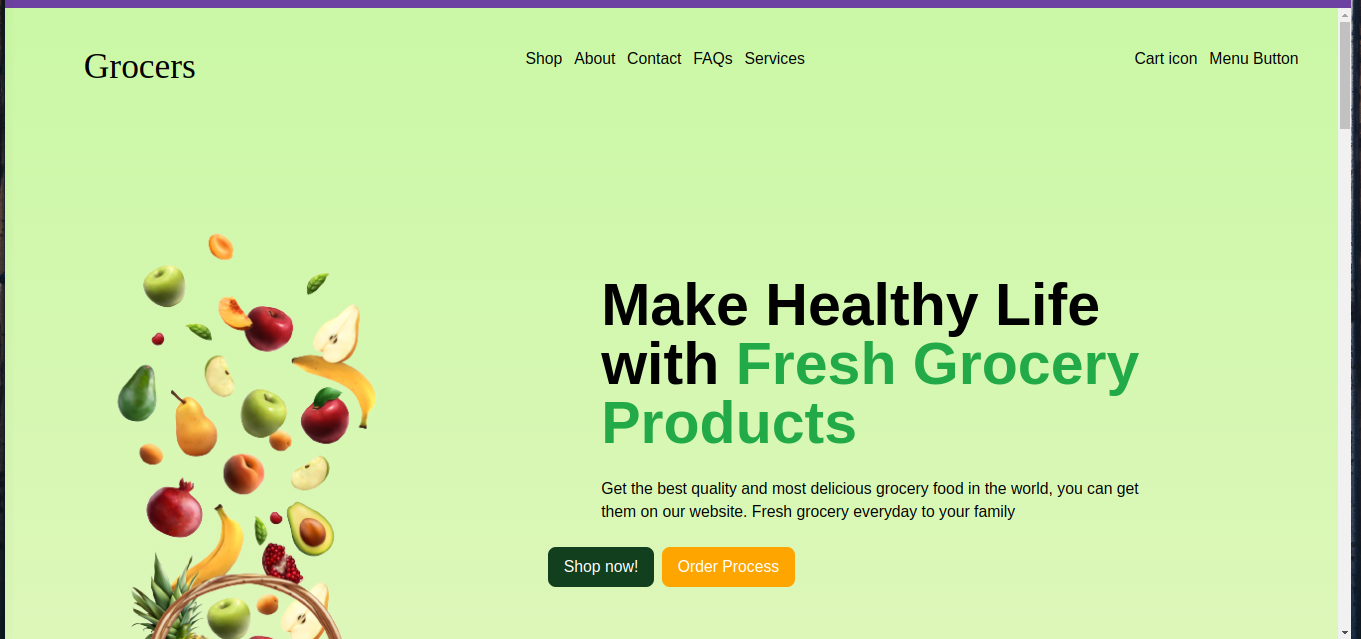 Grocers
Shop About Contact FAQs Services
Cart icon Menu Button
Make Healthy Life
with Fresh Grocery
Products
Get the best quality and most delicious grocery food in the world, you can get
them on our website. Fresh grocery everyday to your family
Shop now! Order Process